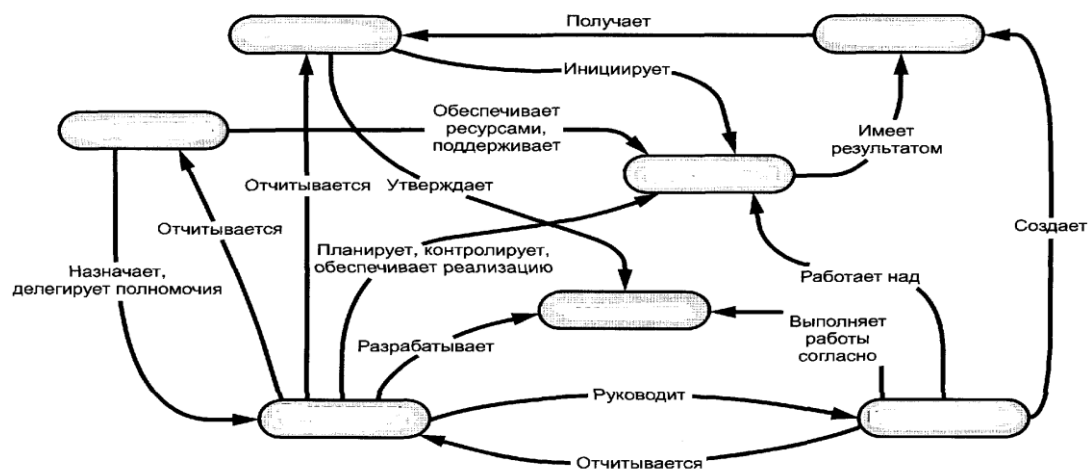 Получает
Инициирует
Обеспечивает
ресурсами,
поддерживает
Имеет
результатом
Отчитывается
Утверждает
Отчитывается
Создает
Планирует, контролирует,
обеспечивает реализацию
Назначает,
делегирует полномочия
Работает над
Разрабатывает
Выполняет
работы
согласно
Руководит
Отчитывается